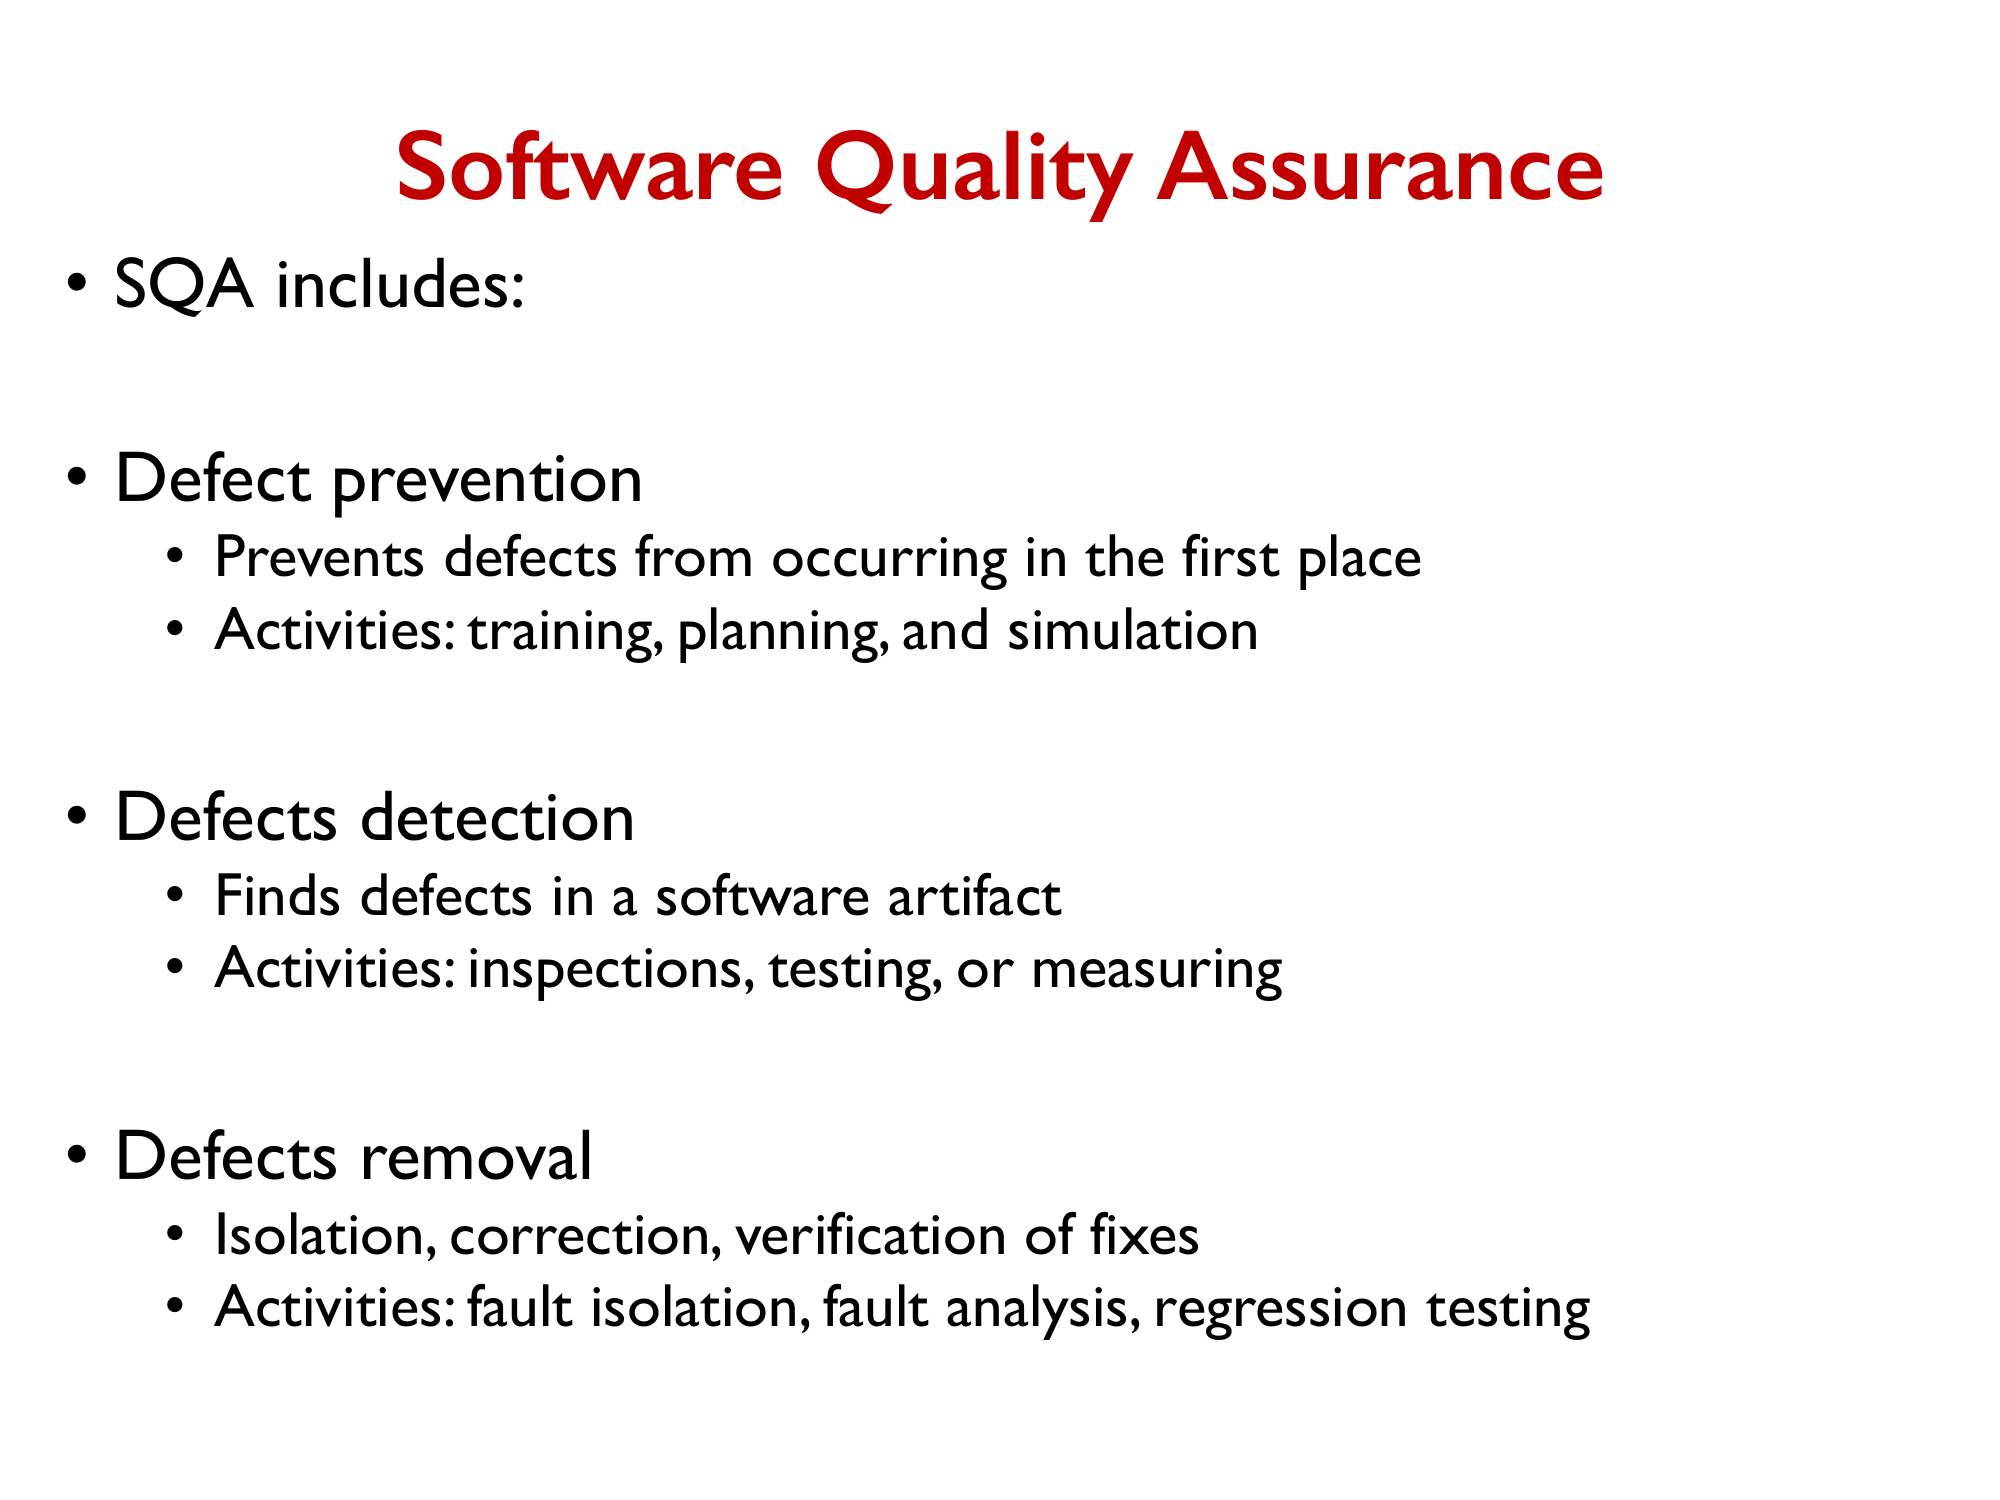 Software Quality Assurance
• SQA includes:
• Defect prevention
• Prevents defects from occurring in the first place
• Activities: training, planning, and simulation
• Defects detection
• Finds defects in a software artifact
• Activities: inspections, testing, or measuring
• Defects removal
• Isolation, correction, verification of fixes
• Activities: fault isolation, fault analysis, regression testing